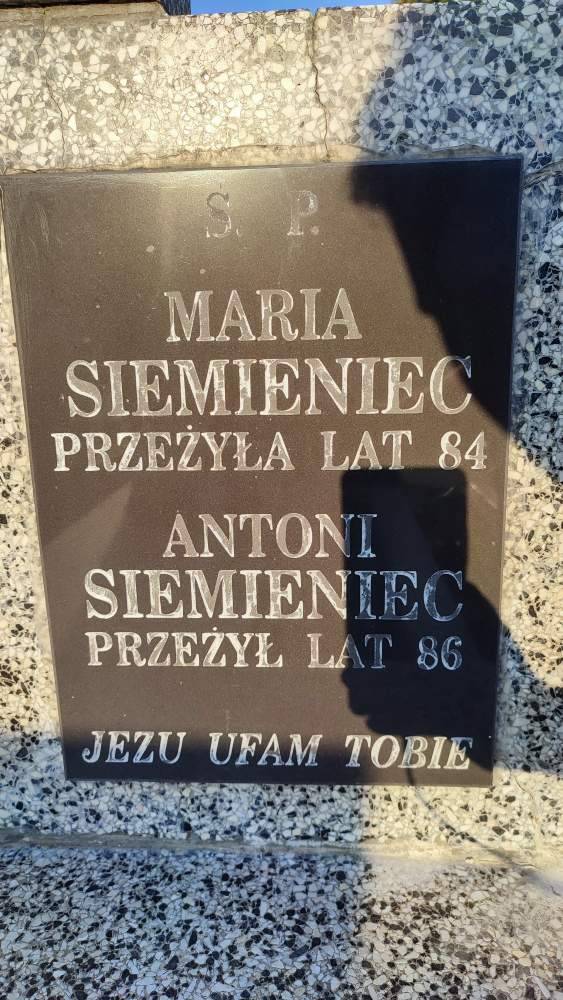 S. P.
MARIA
SIEMIENIEC
PRZEŻYŁA LAT 84
ANTONI
SIEMIENIEC
PRZEŻYŁ LAT 86
JEZU UFAM TOBIE